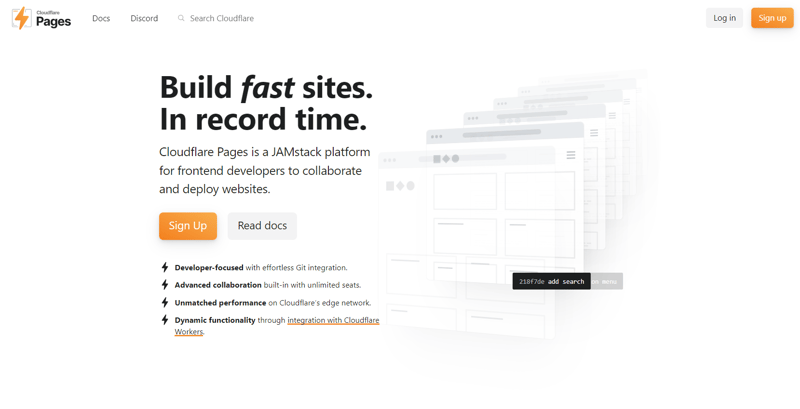 Cloudflare
Pages
Docs
Discord
Search Cloudflare
Log in
Sign up
Build fast sites.
In record time.
Cloudflare Pages is a JAMstack platform
for frontend developers to collaborate
and deploy websites.
Sign Up
Read docs
Developer-focused with effortless Git integration.
Advanced collaboration built-in with unlimited seats.
Unmatched performance on Cloudflare's edge network.
Dynamic functionality through integration with Cloudflare
Workers.
218f7de add search
menu